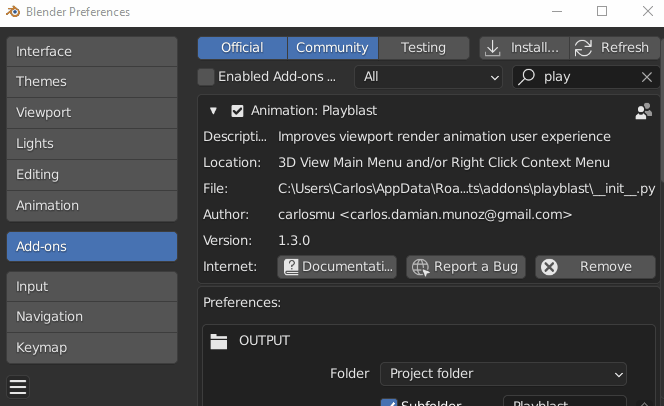 Blender Preferences
Interface
Themes
Viewport
Lights
Editing
Animation
Add-ons
Input
Navigation
Keymap
Official Community Testing Install... Refresh
Enabled Add-ons ... All play
Animation: Playblast
Descripti... Improves viewport render animation user experience
Location: 3D View Main Menu and/or Right Click Context Menu
File: C:\Users\Carlos\AppData\Roa...ts\addons\playblast\__init__.py
Author: carlosmu <carlos.damian.munoz@gmail.com>
Version: 1.3.0
Internet: Documentati... Report a Bug Remove
Preferences:
OUTPUT
Folder Project folder
Subfolder Playblast